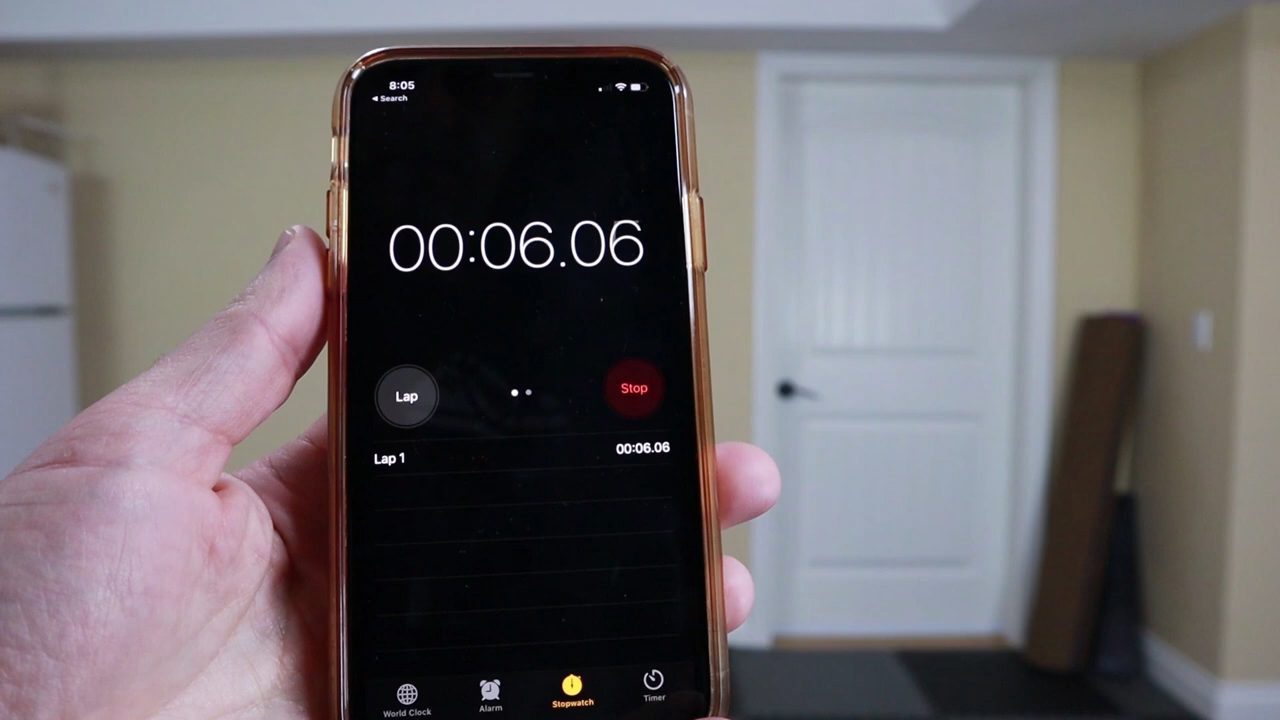 8:05
◀ Search
00:06.06
Lap
Stop
Lap 1 00:06.06
World Clock Alarm Stopwatch Timer